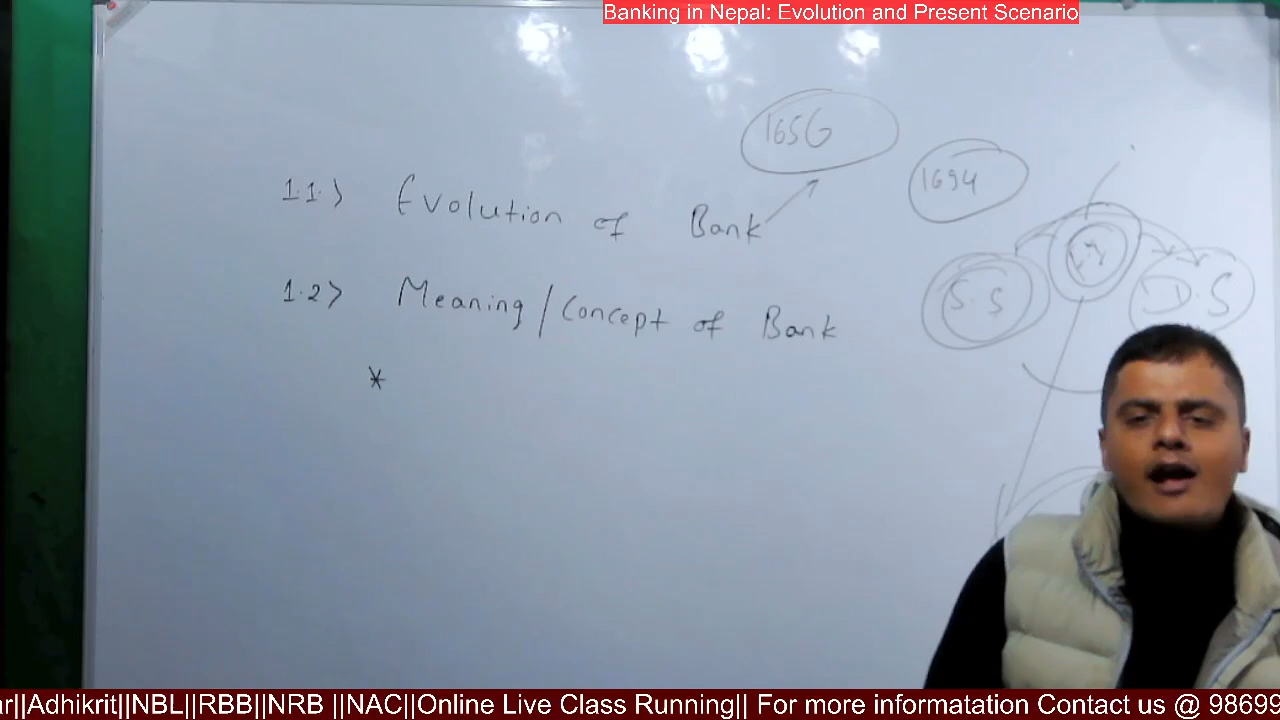 Banking in Nepal: Evolution and Present Scenario
1656
1694
1.1> Evolution of Bank
S.S
D.S
1.2> Meaning/Concept of Bank
*
ar||Adhikrit||NBL||RBB||NRB ||NAC||Online Live Class Running|| For more informatation Contact us @ 98699